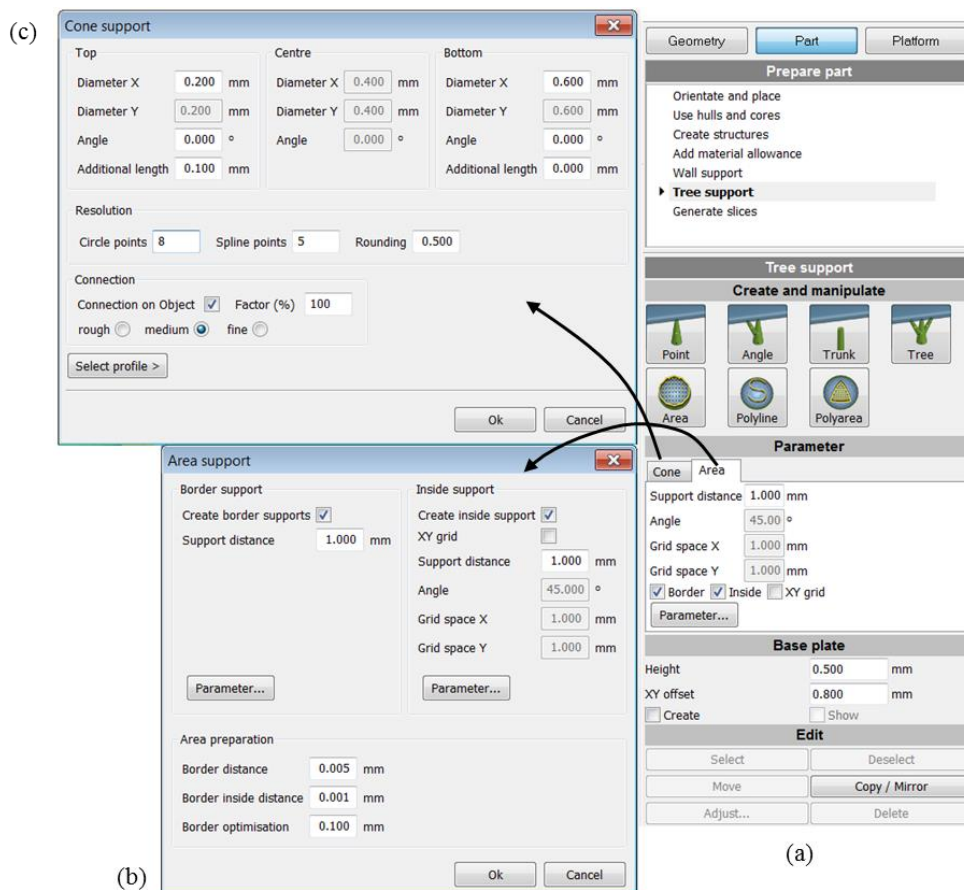 (c)
Cone support
Top
Diameter X 0.200 mm
Diameter Y 0.200 mm
Angle 0.000 °
Additional length 0.100 mm
Centre
Diameter X 0.400 mm
Diameter Y 0.400 mm
Angle 0.000 °
Bottom
Diameter X 0.600 mm
Diameter Y 0.600 mm
Angle 0.000 °
Additional length 0.000 mm
Resolution
Circle points 8 Spline points 5 Rounding 0.500
Connection
Connection on Object Factor (%) 100
rough medium fine
Select profile >
Ok Cancel
Area support
Border support
Create border supports
Support distance 1.000 mm
Parameter...
Inside support
Create inside support
XY grid
Support distance 1.000 mm
Angle 45.000 °
Grid space X 1.000 mm
Grid space Y 1.000 mm
Parameter...
Area preparation
Border distance 0.005 mm
Border inside distance 0.001 mm
Border optimisation 0.100 mm
Ok Cancel
(b)
Geometry Part Platform
Prepare part
Orientate and place
Use hulls and cores
Create structures
Add material allowance
Wall support
Tree support
Generate slices
Tree support
Create and manipulate
Point Angle Trunk Tree
Area Polyline Polyarea
Parameter
Cone Area
Support distance 1.000 mm
Angle 45.00 °
Grid space X 1.000 mm
Grid space Y 1.000 mm
Border Inside XY grid
Parameter...
Base plate
Height 0.500 mm
XY offset 0.800 mm
Create Show
Edit
Select Deselect
Move Copy / Mirror
Adjust... Delete
(a)